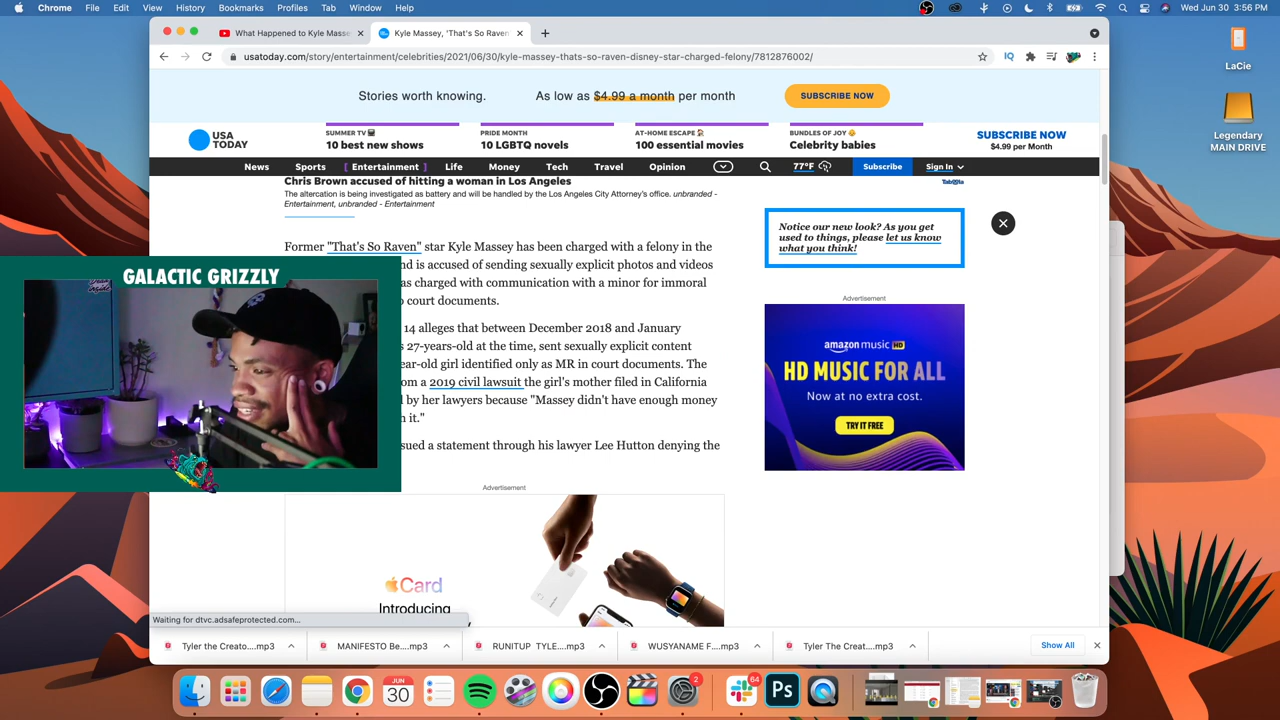 Chrome File Edit View History Bookmarks Profiles Tab Window Help
Wed Jun 30 3:56 PM
What Happened to Kyle Masse
Kyle Massey, 'That's So Raven
usatoday.com/story/entertainment/celebrities/2021/06/30/kyle-massey-thats-so-raven-disney-star-charged-felony/7812876002/
IQ
LaCie
Legendary
MAIN DRIVE
Stories worth knowing. As low as $4.99 a month per month SUBSCRIBE NOW
USA
TODAY
SUMMER TV
10 best new shows
PRIDE MONTH
10 LGBTQ novels
AT-HOME ESCAPE
100 essential movies
BUNDLES OF JOY
Celebrity babies
SUBSCRIBE NOW
$4.99 per Month
News Sports [ Entertainment ] Life Money Tech Travel Opinion 77°F Subscribe Sign In
Chris Brown accused of hitting a woman in Los Angeles
The altercation is being investigated as battery and will be handled by the Los Angeles City Attorney's office. unbranded -
Entertainment, unbranded - Entertainment
Taboola
Notice our new look? As you get
used to things, please let us know
what you think!
Former "That's So Raven" star Kyle Massey has been charged with a felony in the
nd is accused of sending sexually explicit photos and videos
as charged with communication with a minor for immoral
o court documents.
14 alleges that between December 2018 and January
s 27-years-old at the time, sent sexually explicit content
ear-old girl identified only as MR in court documents. The
om a 2019 civil lawsuit the girl's mother filed in California
l by her lawyers because "Massey didn't have enough money
n it."
sued a statement through his lawyer Lee Hutton denying the
GALACTIC GRIZZLY
Advertisement
amazon music HD
HD MUSIC FOR ALL
Now at no extra cost.
TRY IT FREE
Advertisement
Card
Introducing
Waiting for dtvc.adsafeprotected.com...
Tyler the Creato....mp3
MANIFESTO Be....mp3
RUNITUP TYLE....mp3
WUSYANAME F....mp3
Tyler The Creat....mp3
Show All
JUN
30
2
64
Ps